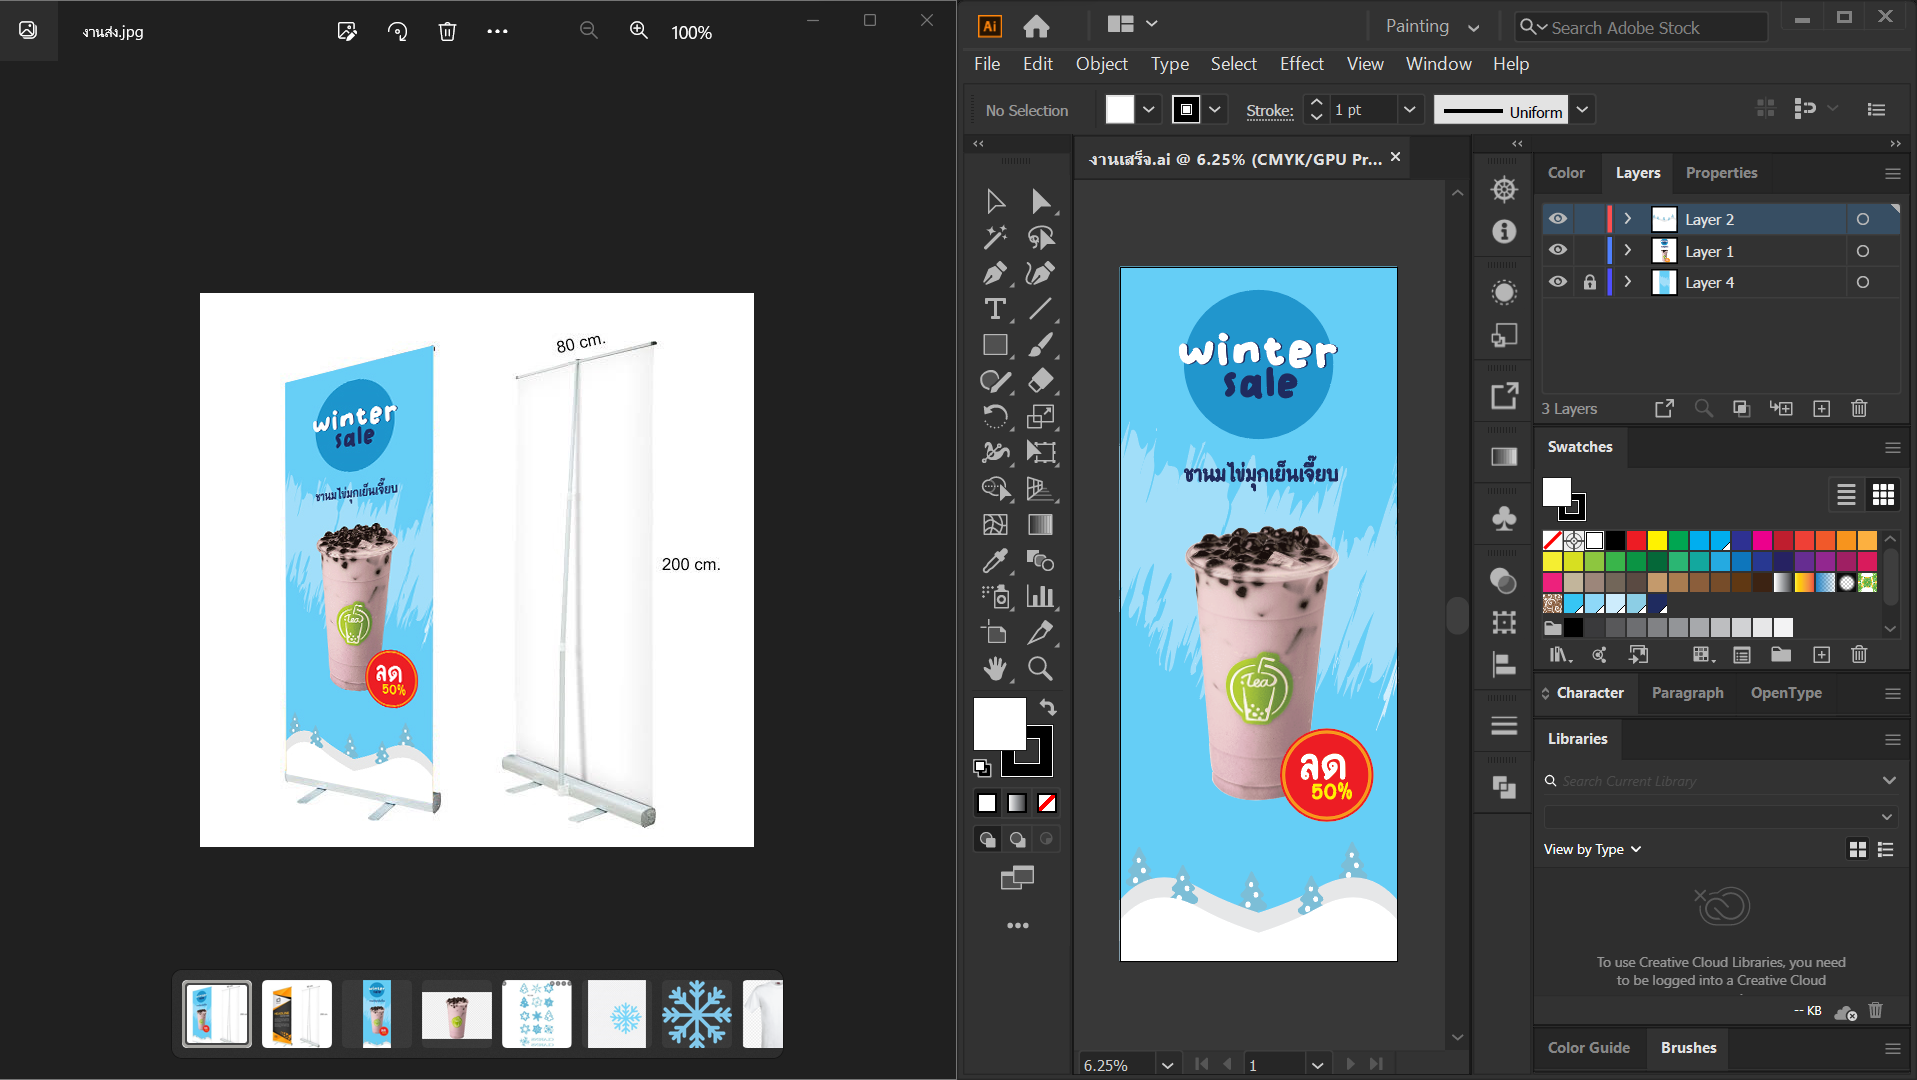 งานส่ง.jpg
100%
80 cm.
winter
sale
ชานมไข่มุกเย็นเจี๊ยบ
200 cm.
Tea
ลด
50%
Ai
Painting
Search Adobe Stock
File Edit Object Type Select Effect View Window Help
No Selection
Stroke:
1 pt
Uniform
งานเสร็จ.ai @ 6.25% (CMYK/GPU Pr...
winter
sale
ชานมไข่มุกเย็นเจี๊ยบ
Tea
ลด
50%
6.25%
1
Color Layers Properties
Layer 2
Layer 1
Layer 4
3 Layers
Swatches
Character Paragraph OpenType
Libraries
Search Current Library
View by Type
To use Creative Cloud Libraries, you need
to be logged into a Creative Cloud
-- KB
Color Guide Brushes